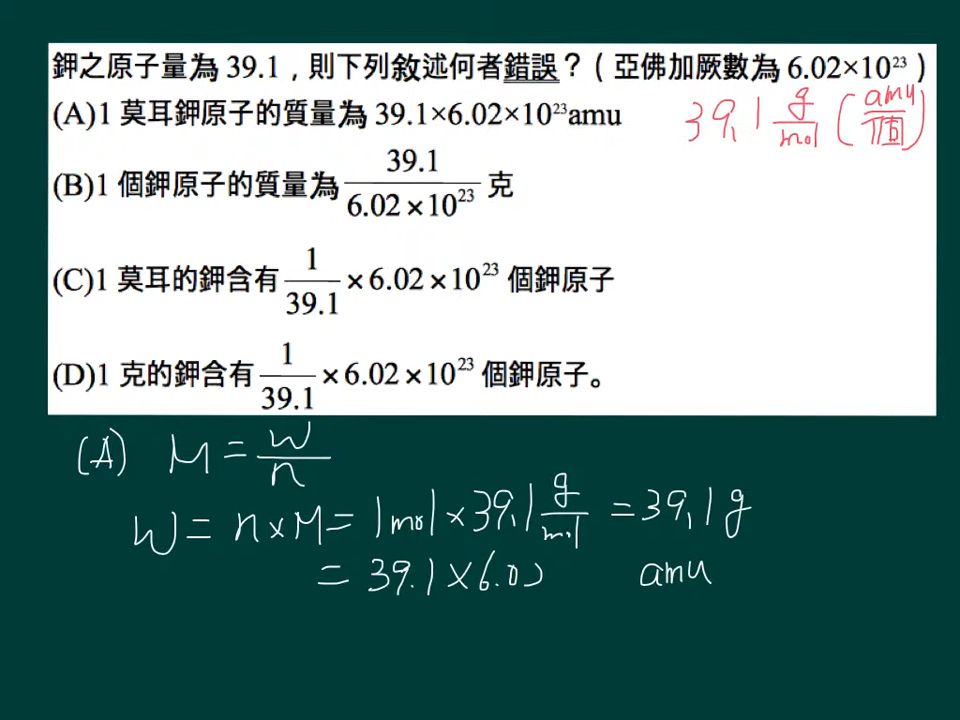 鉀之原子量為 39.1，則下列敘述何者錯誤？（亞佛加厥數為 6.02×10²³）
(A)1 莫耳鉀原子的質量為 39.1×6.02×10²³amu
39.1 g/mol (amu/個)
(B)1 個鉀原子的質量為 39.1/(6.02×10²³) 克
(C)1 莫耳的鉀含有 1/39.1 ×6.02×10²³ 個鉀原子
(D)1 克的鉀含有 1/39.1 ×6.02×10²³ 個鉀原子。
(A) M = W/n
W = n×M = 1mol×39.1 g/mol = 39.1 g
= 39.1×6.02 amu